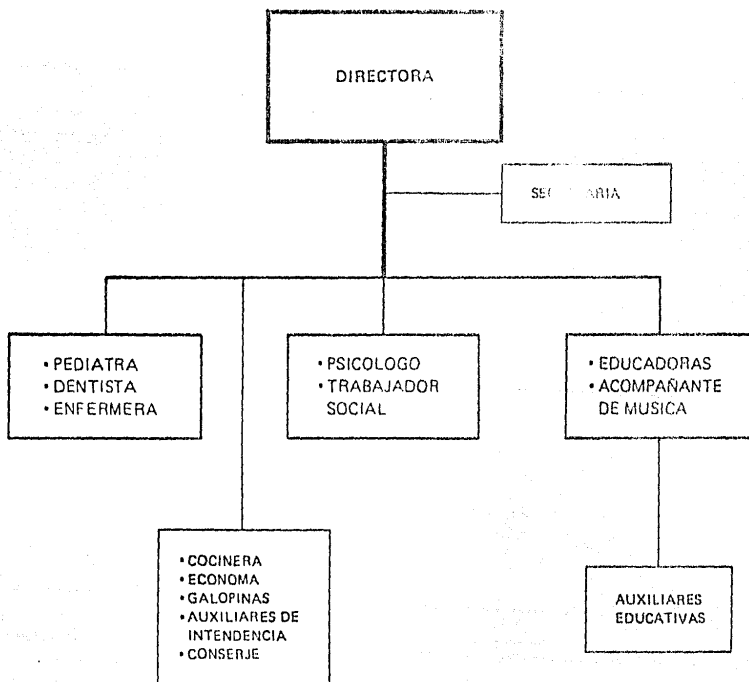 DIRECTORA
• PEDIATRA
• DENTISTA
• ENFERMERA
• PSICOLOGO
• TRABAJADOR
SOCIAL
• EDUCADORAS
• ACOMPAÑANTE
DE MUSICA
• COCINERA
• ECONOMA
• GALOPINAS
• AUXILIARES DE
INTENDENCIA
• CONSERJE
AUXILIARES
EDUCATIVAS